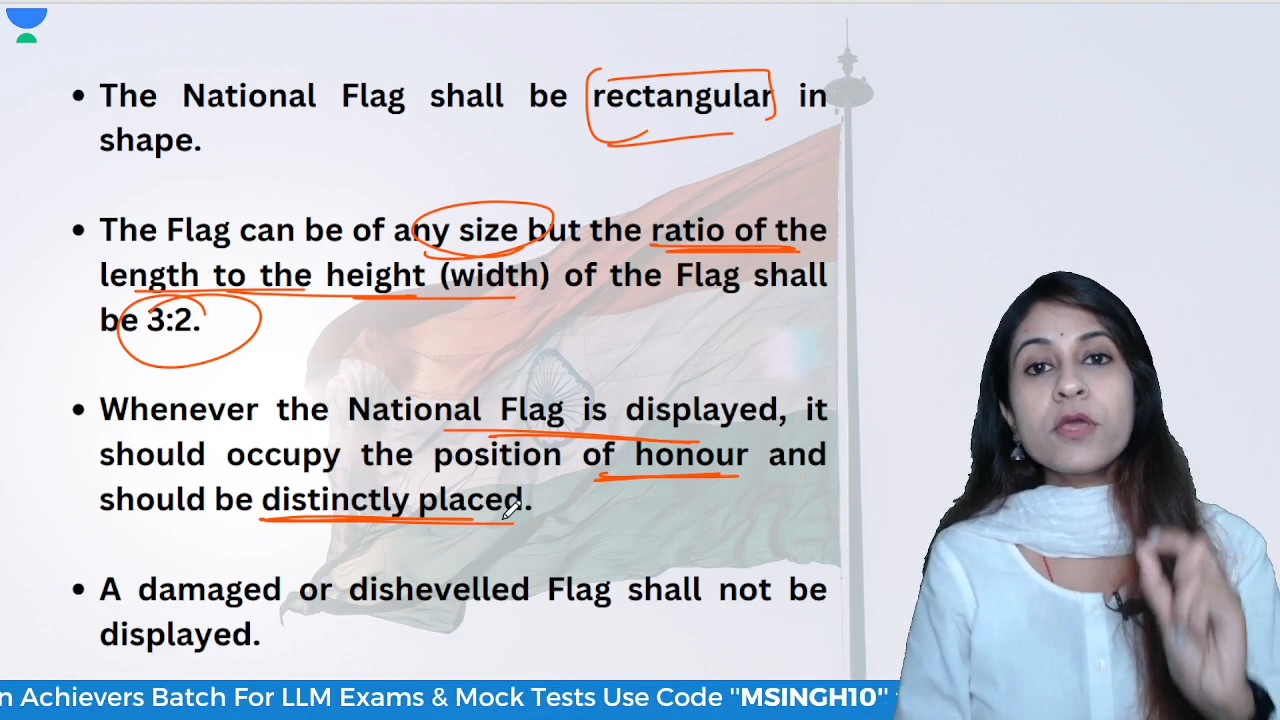 The National Flag shall be rectangular in
shape.
The Flag can be of any size but the ratio of the
length to the height (width) of the Flag shall
be 3:2.
Whenever the National Flag is displayed, it
should occupy the position of honour and
should be distinctly placed.
A damaged or dishevelled Flag shall not be
displayed.
n Achievers Batch For LLM Exams & Mock Tests Use Code "MSINGH10"